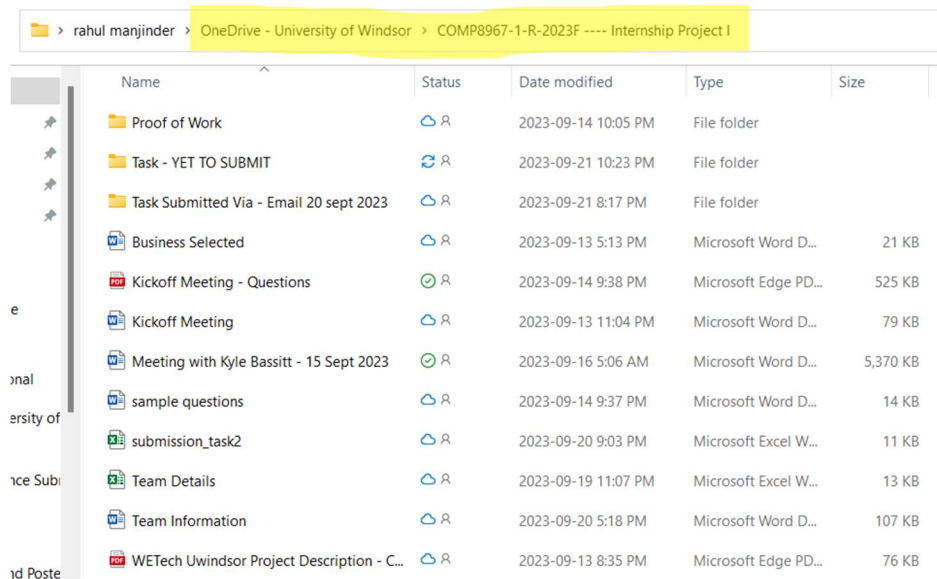 rahul manjinder > OneDrive - University of Windsor > COMP8967-1-R-2023F ---- Internship Project I
Name Status Date modified Type Size
Proof of Work 2023-09-14 10:05 PM File folder
Task - YET TO SUBMIT 2023-09-21 10:23 PM File folder
Task Submitted Via - Email 20 sept 2023 2023-09-21 8:17 PM File folder
Business Selected 2023-09-13 5:13 PM Microsoft Word D... 21 KB
Kickoff Meeting - Questions 2023-09-14 9:38 PM Microsoft Edge PD... 525 KB
e
Kickoff Meeting 2023-09-13 11:04 PM Microsoft Word D... 79 KB
Meeting with Kyle Bassitt - 15 Sept 2023 2023-09-16 5:06 AM Microsoft Word D... 5,370 KB
onal
sample questions 2023-09-14 9:37 PM Microsoft Word D... 14 KB
ersity of
submission_task2 2023-09-20 9:03 PM Microsoft Excel W... 11 KB
nce Subi
Team Details 2023-09-19 11:07 PM Microsoft Excel W... 13 KB
Team Information 2023-09-20 5:18 PM Microsoft Word D... 107 KB
WETech Uwindsor Project Description - C... 2023-09-13 8:35 PM Microsoft Edge PD... 76 KB
nd Poste